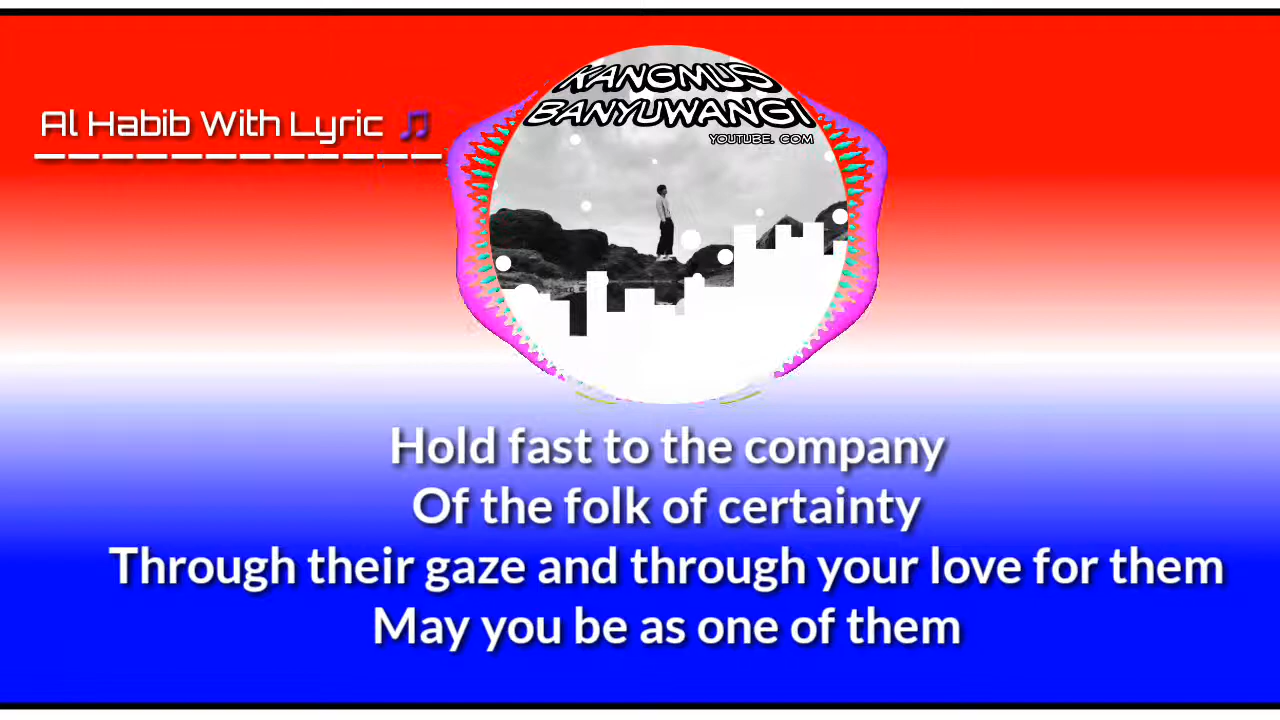 Al Habib With Lyric 🎵
KANGMUS
BANYUWANGI
YOUTUBE. COM
Hold fast to the company
Of the folk of certainty
Through their gaze and through your love for them
May you be as one of them